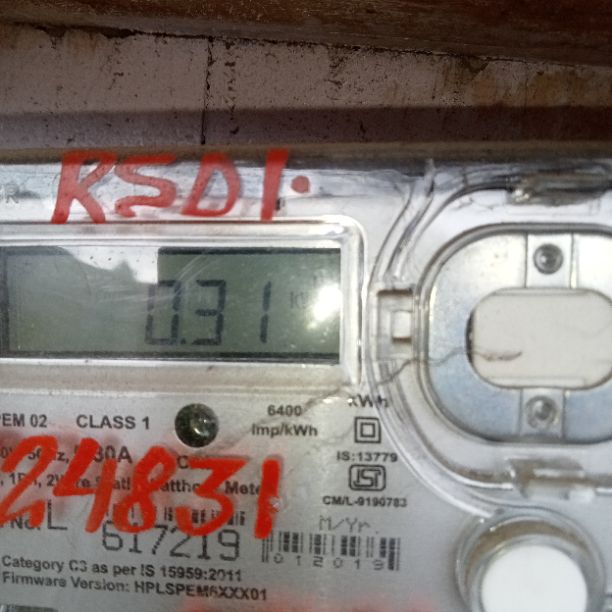 RSD1.
0.31
PEM 02 CLASS 1
6400
Imp/kWh
kWh
24831
IS:13779
CM/L-9190783
M/Yr.
617219
012019
Category C3 as per IS 15959:2011
Firmware Version: HPLSPEM6XXX01